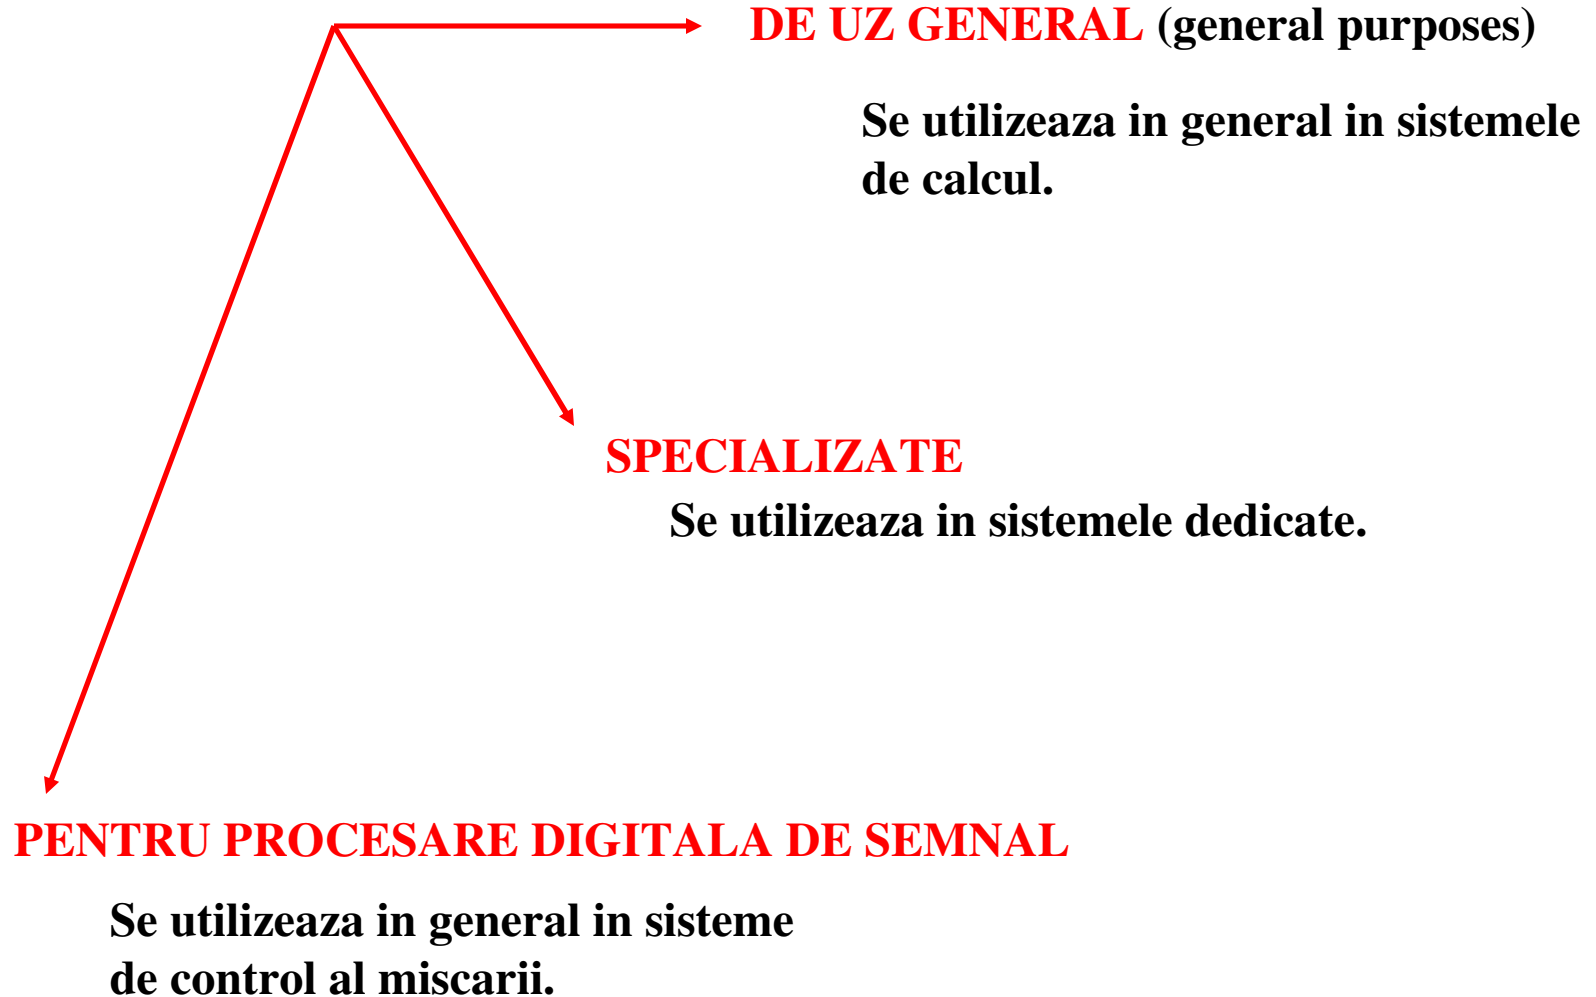 DE UZ GENERAL (general purposes)
Se utilizeaza in general in sistemele
de calcul.
SPECIALIZATE
Se utilizeaza in sistemele dedicate.
PENTRU PROCESARE DIGITALA DE SEMNAL
Se utilizeaza in general in sisteme
de control al miscarii.